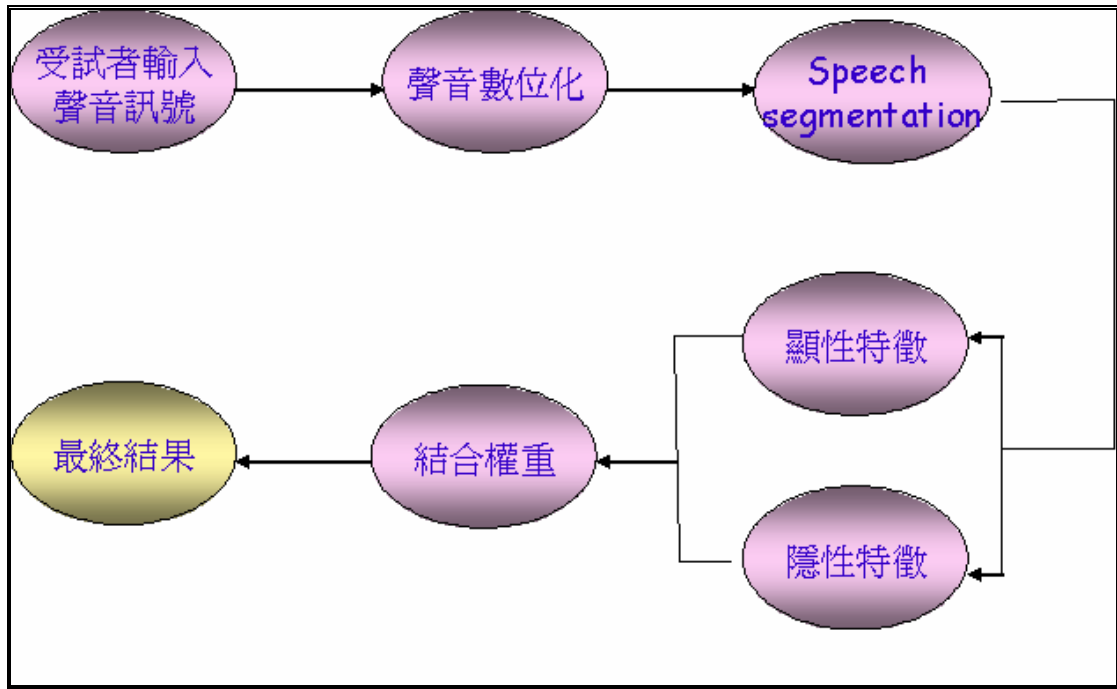 受試者輸入
聲音訊號
聲音數位化
Speech
segmentation
顯性特徵
隱性特徵
結合權重
最終結果